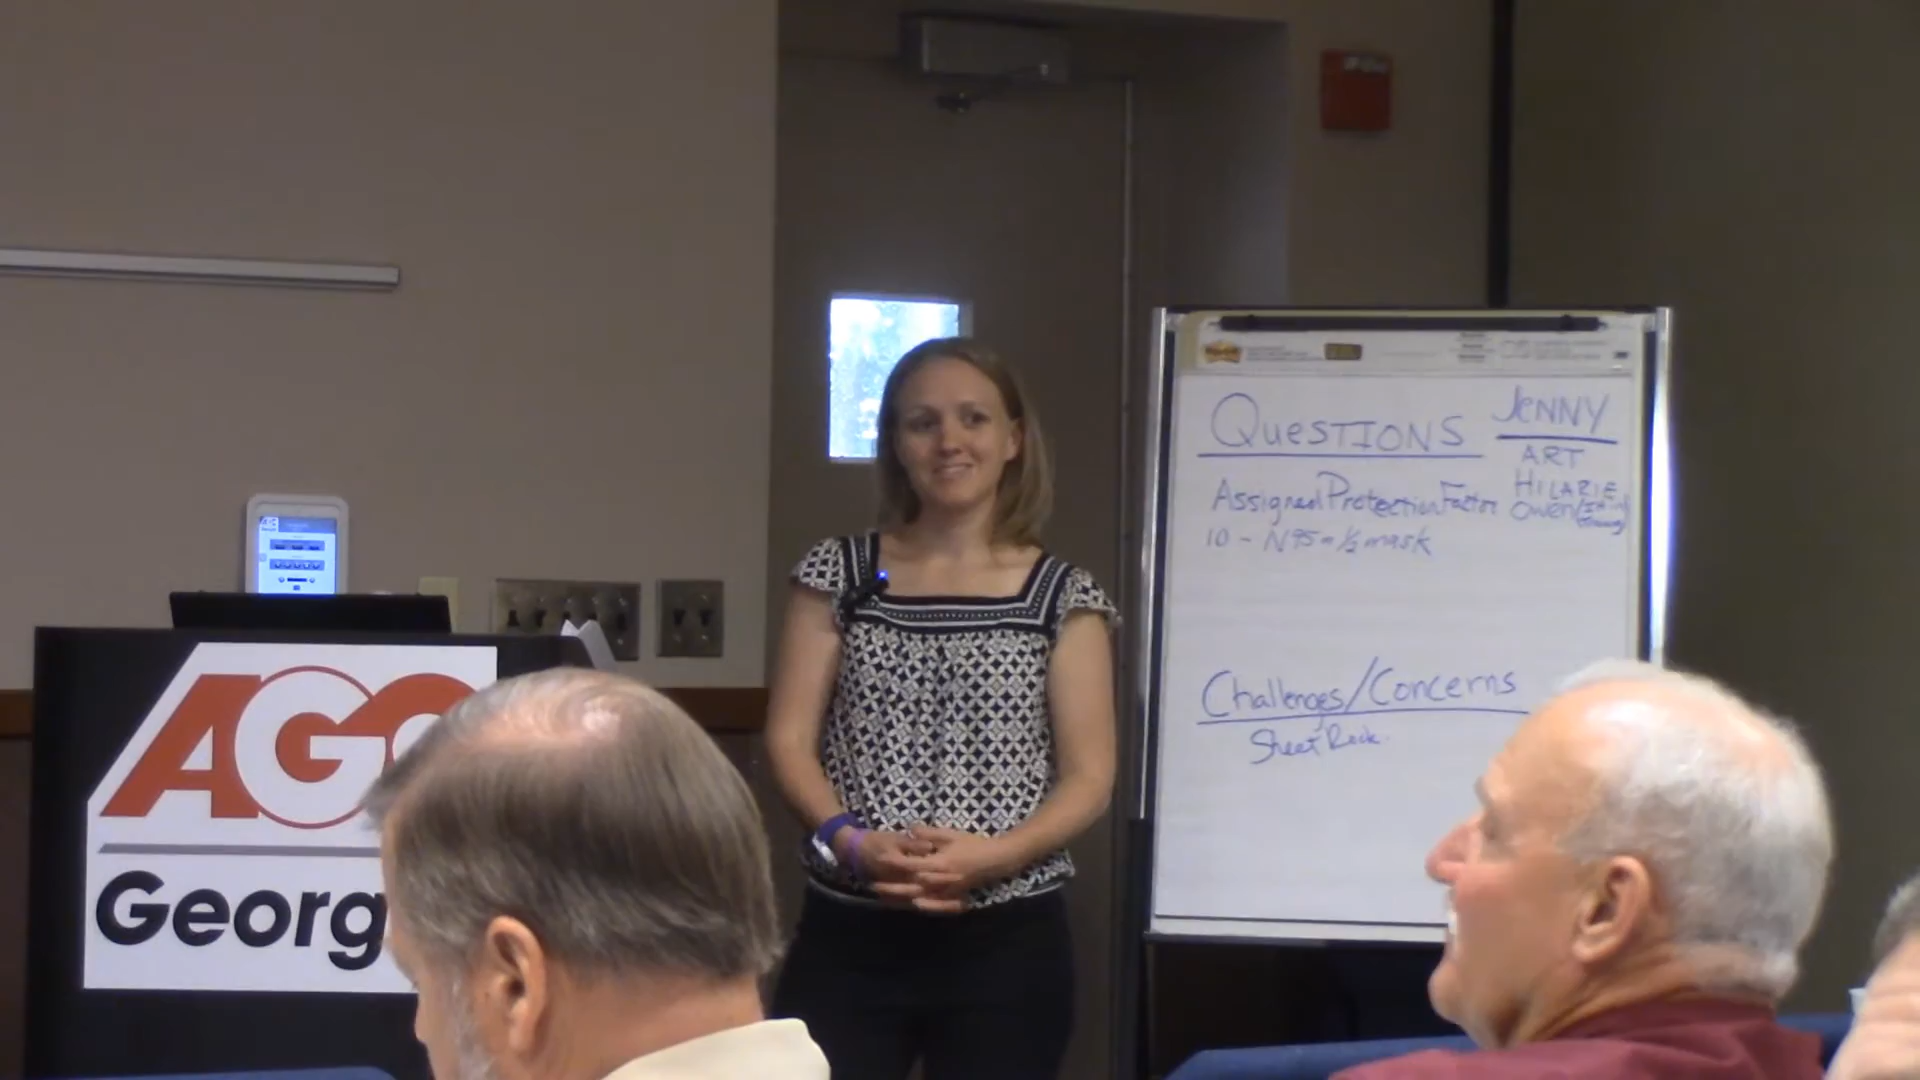 AGC
Georg
QUESTIONS
JENNY
ART
HILARIE
Owen
Assigned Protection Factor
10 - N95 = 1/2 mask
Challenges/Concerns
Sheet Rock